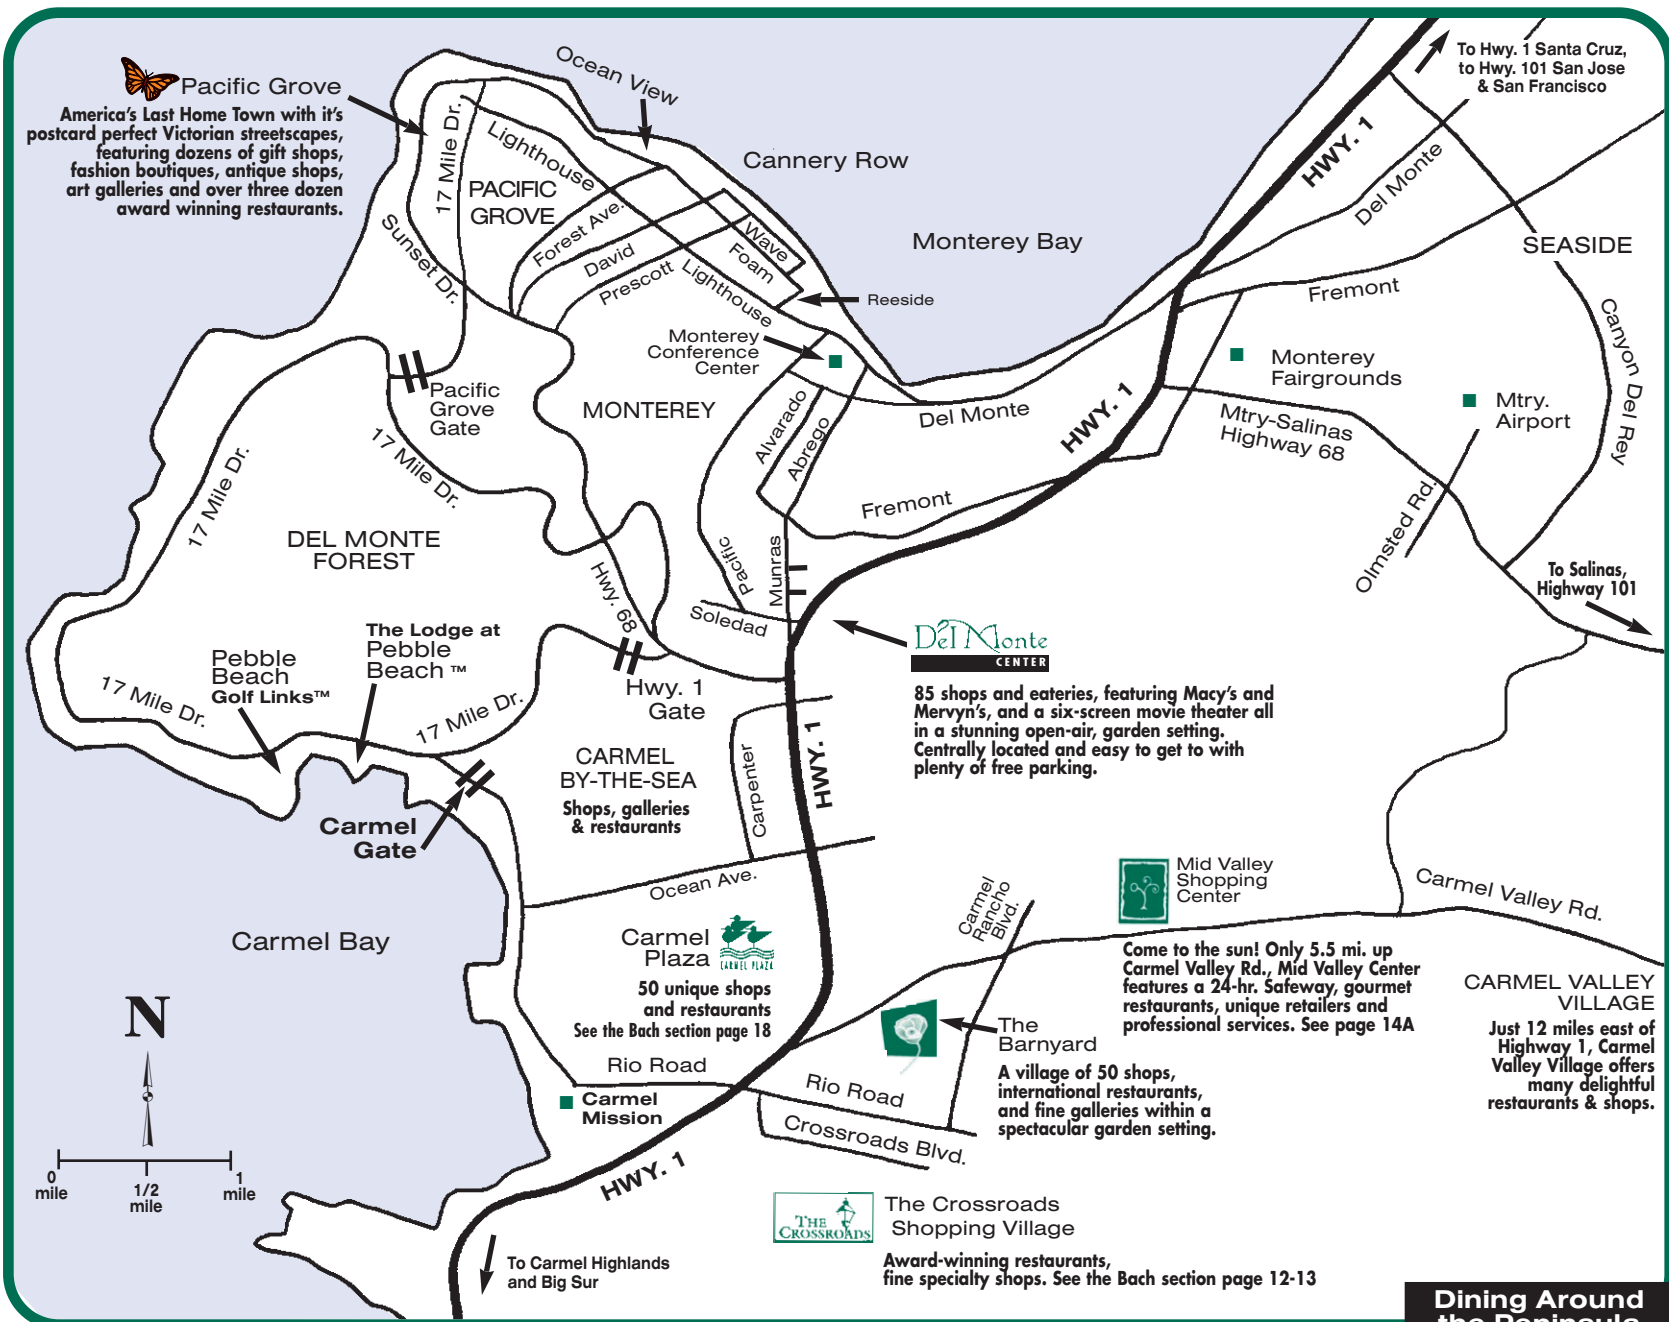 Pacific Grove
America's Last Home Town with it's
postcard perfect Victorian streetscapes,
featuring dozens of gift shops,
fashion boutiques, antique shops,
art galleries and over three dozen
award winning restaurants.
Ocean View
To Hwy. 1 Santa Cruz,
to Hwy. 101 San Jose
& San Francisco
17 Mile Dr.
Lighthouse
Cannery Row
HWY. 1
Del Monte
PACIFIC
GROVE
Forest Ave.
David
Prescott
Wave
Foam
Lighthouse
Monterey Bay
SEASIDE
Sunset Dr.
Reeside
Fremont
Canyon Del Rey
Monterey
Conference
Center
Monterey
Fairgrounds
Mtry.
Airport
Pacific
Grove
Gate
MONTEREY
Alvarado
Abrego
Del Monte
HWY. 1
Mtry-Salinas
Highway 68
17 Mile Dr.
17 Mile Dr.
Fremont
Olmsted Rd.
DEL MONTE
FOREST
Hwy. 68
Pacific
Munras
Soledad
To Salinas,
Highway 101
Del Monte
CENTER
85 shops and eateries, featuring Macy's and
Mervyn's, and a six-screen movie theater all
in a stunning open-air, garden setting.
Centrally located and easy to get to with
plenty of free parking.
The Lodge at
Pebble
Beach ™
Pebble
Beach
Golf Links™
17 Mile Dr.
17 Mile Dr.
Hwy. 1
Gate
CARMEL
BY-THE-SEA
Shops, galleries
& restaurants
Carpenter
HWY. 1
Carmel
Gate
Ocean Ave.
Carmel
Rancho
Blvd.
Mid Valley
Shopping
Center
Carmel Valley Rd.
Carmel Bay
Carmel
Plaza
CARMEL PLAZA
50 unique shops
and restaurants
See the Bach section page 18
Come to the sun! Only 5.5 mi. up
Carmel Valley Rd., Mid Valley Center
features a 24-hr. Safeway, gourmet
restaurants, unique retailers and
professional services. See page 14A
CARMEL VALLEY
VILLAGE
Just 12 miles east of
Highway 1, Carmel
Valley Village offers
many delightful
restaurants & shops.
N
The
Barnyard
A village of 50 shops,
international restaurants,
and fine galleries within a
spectacular garden setting.
Rio Road
Rio Road
Carmel
Mission
Crossroads Blvd.
0
mile
1/2
mile
1
mile
HWY. 1
THE
CROSSROADS
The Crossroads
Shopping Village
Award-winning restaurants,
fine specialty shops. See the Bach section page 12-13
To Carmel Highlands
and Big Sur
Dining Around
the Peninsula